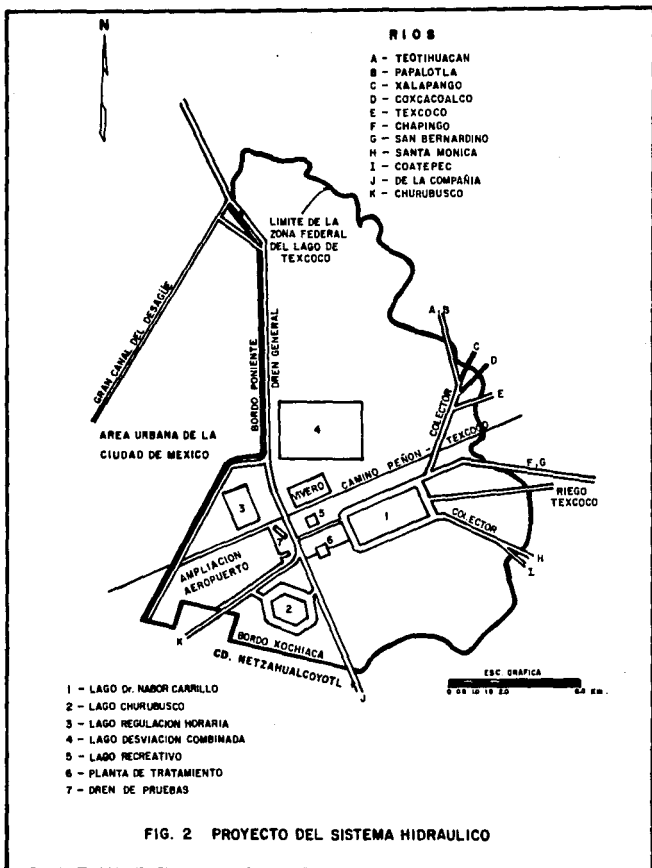 N
RIOS
A - TEOTIHUACAN
B - PAPALOTLA
C - XALAPANGO
D - COXCACOALCO
E - TEXCOCO
F - CHAPINGO
G - SAN BERNARDINO
H - SANTA MONICA
I - COATEPEC
J - DE LA COMPAÑIA
K - CHURUBUSCO
LIMITE DE LA
ZONA FEDERAL
DEL LAGO DE
TEXCOCO
GRAN CANAL DEL DESAGÜE
BORDO PONIENTE
DREN GENERAL
A, B
C
D
E
COLECTOR
AREA URBANA DE LA
CIUDAD DE MEXICO
4
CAMINO PEÑON - TEXCOCO
VIVERO
F, G
RIEGO
TEXCOCO
3
5
1
COLECTOR
6
7
H
I
AMPLIACION
AEROPUERTO
2
K
BORDO XOCHIACA
CD. NETZAHUALCOYOTL
J
ESC. GRAFICA
1 - LAGO Dr. NABOR CARRILLO
2 - LAGO CHURUBUSCO
3 - LAGO REGULACION HORARIA
4 - LAGO DESVIACION COMBINADA
5 - LAGO RECREATIVO
6 - PLANTA DE TRATAMIENTO
7 - DREN DE PRUEBAS
FIG. 2 PROYECTO DEL SISTEMA HIDRAULICO